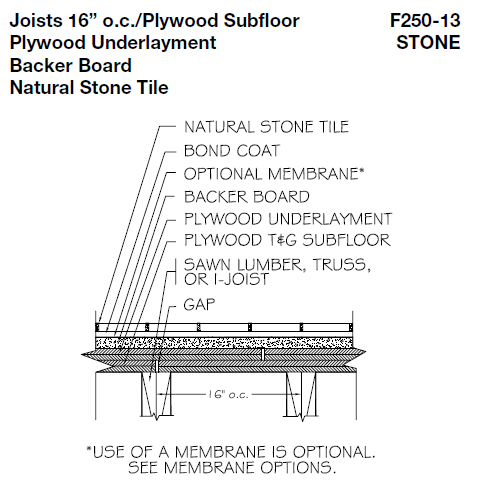 Joists 16” o.c./Plywood Subfloor
F250-13
Plywood Underlayment
STONE
Backer Board
Natural Stone Tile
NATURAL STONE TILE
BOND COAT
OPTIONAL MEMBRANE*
BACKER BOARD
PLYWOOD UNDERLAYMENT
PLYWOOD T&G SUBFLOOR
SAWN LUMBER, TRUSS,
OR I-JOIST
GAP
16" o.c.
*USE OF A MEMBRANE IS OPTIONAL.
SEE MEMBRANE OPTIONS.